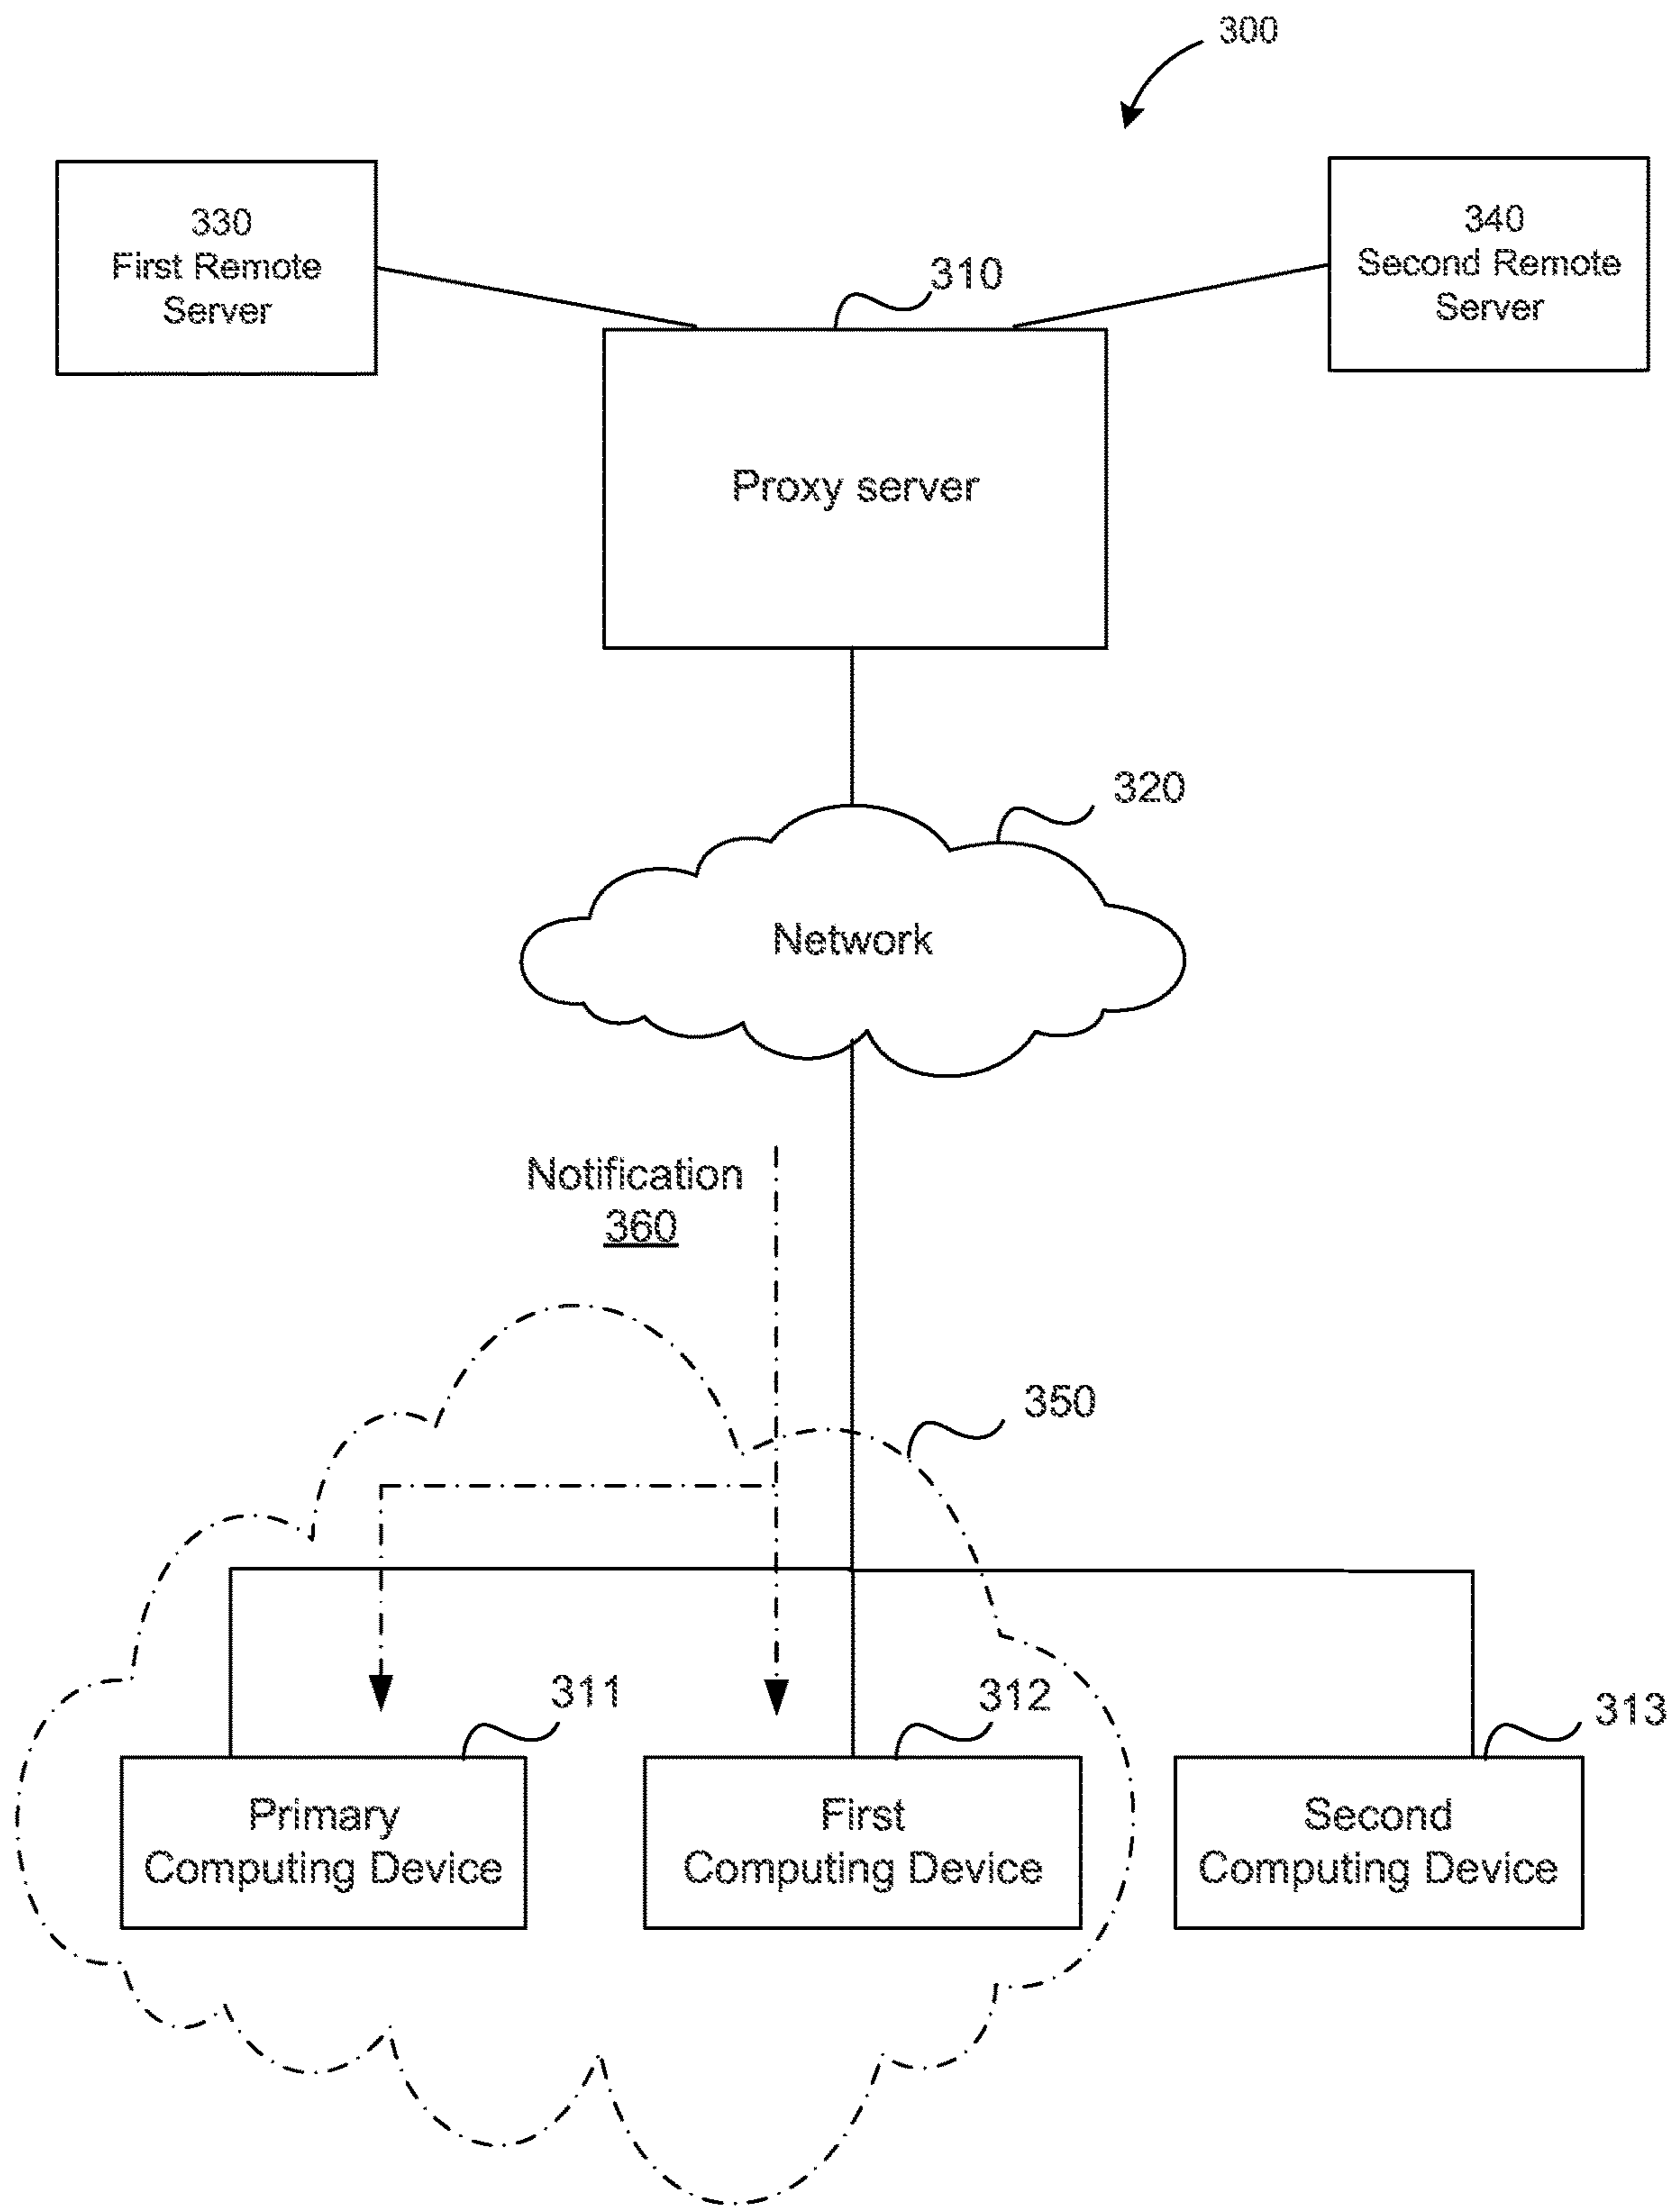 300
330
First Remote
Server
340
Second Remote
Server
310
Proxy server
320
Network
Notification
360
350
311
312
313
Primary
Computing Device
First
Computing Device
Second
Computing Device